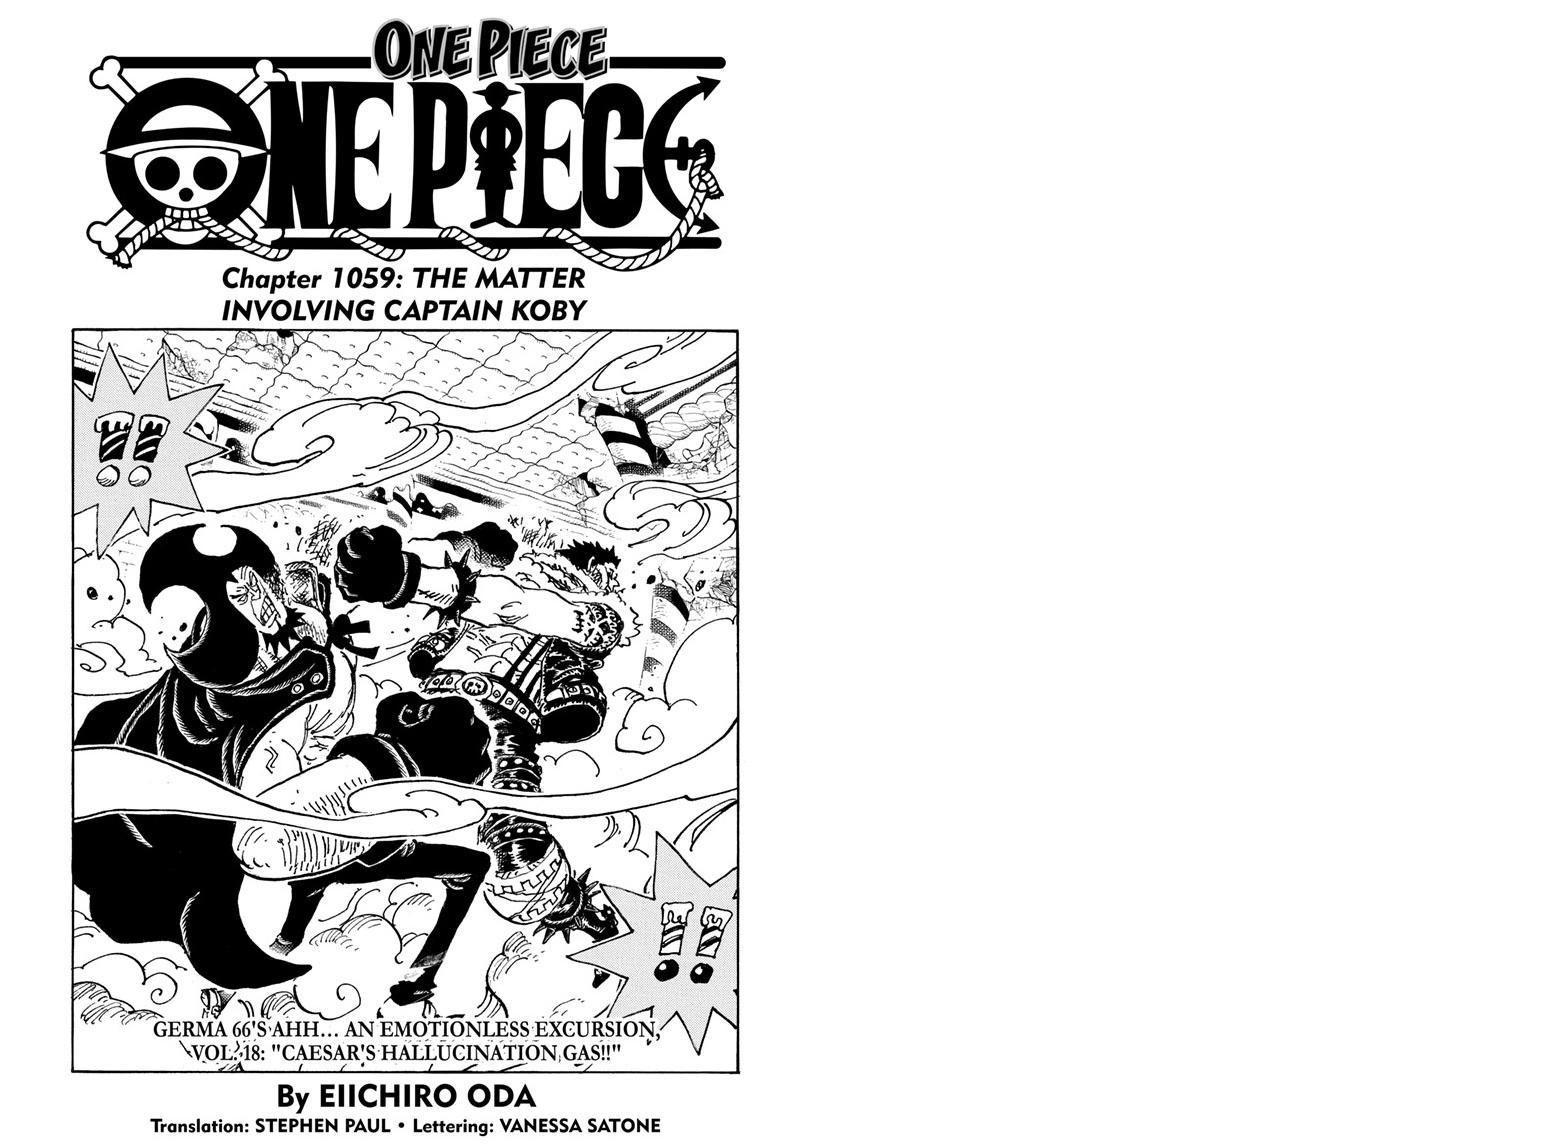 ONE PIECE
ONE PIECE
Chapter 1059: THE MATTER
INVOLVING CAPTAIN KOBY
!!
!!
GERMA 66'S AHH... AN EMOTIONLESS EXCURSION,
VOL. 18: "CAESAR'S HALLUCINATION GAS!!"
By EIICHIRO ODA
Translation: STEPHEN PAUL • Lettering: VANESSA SATONE